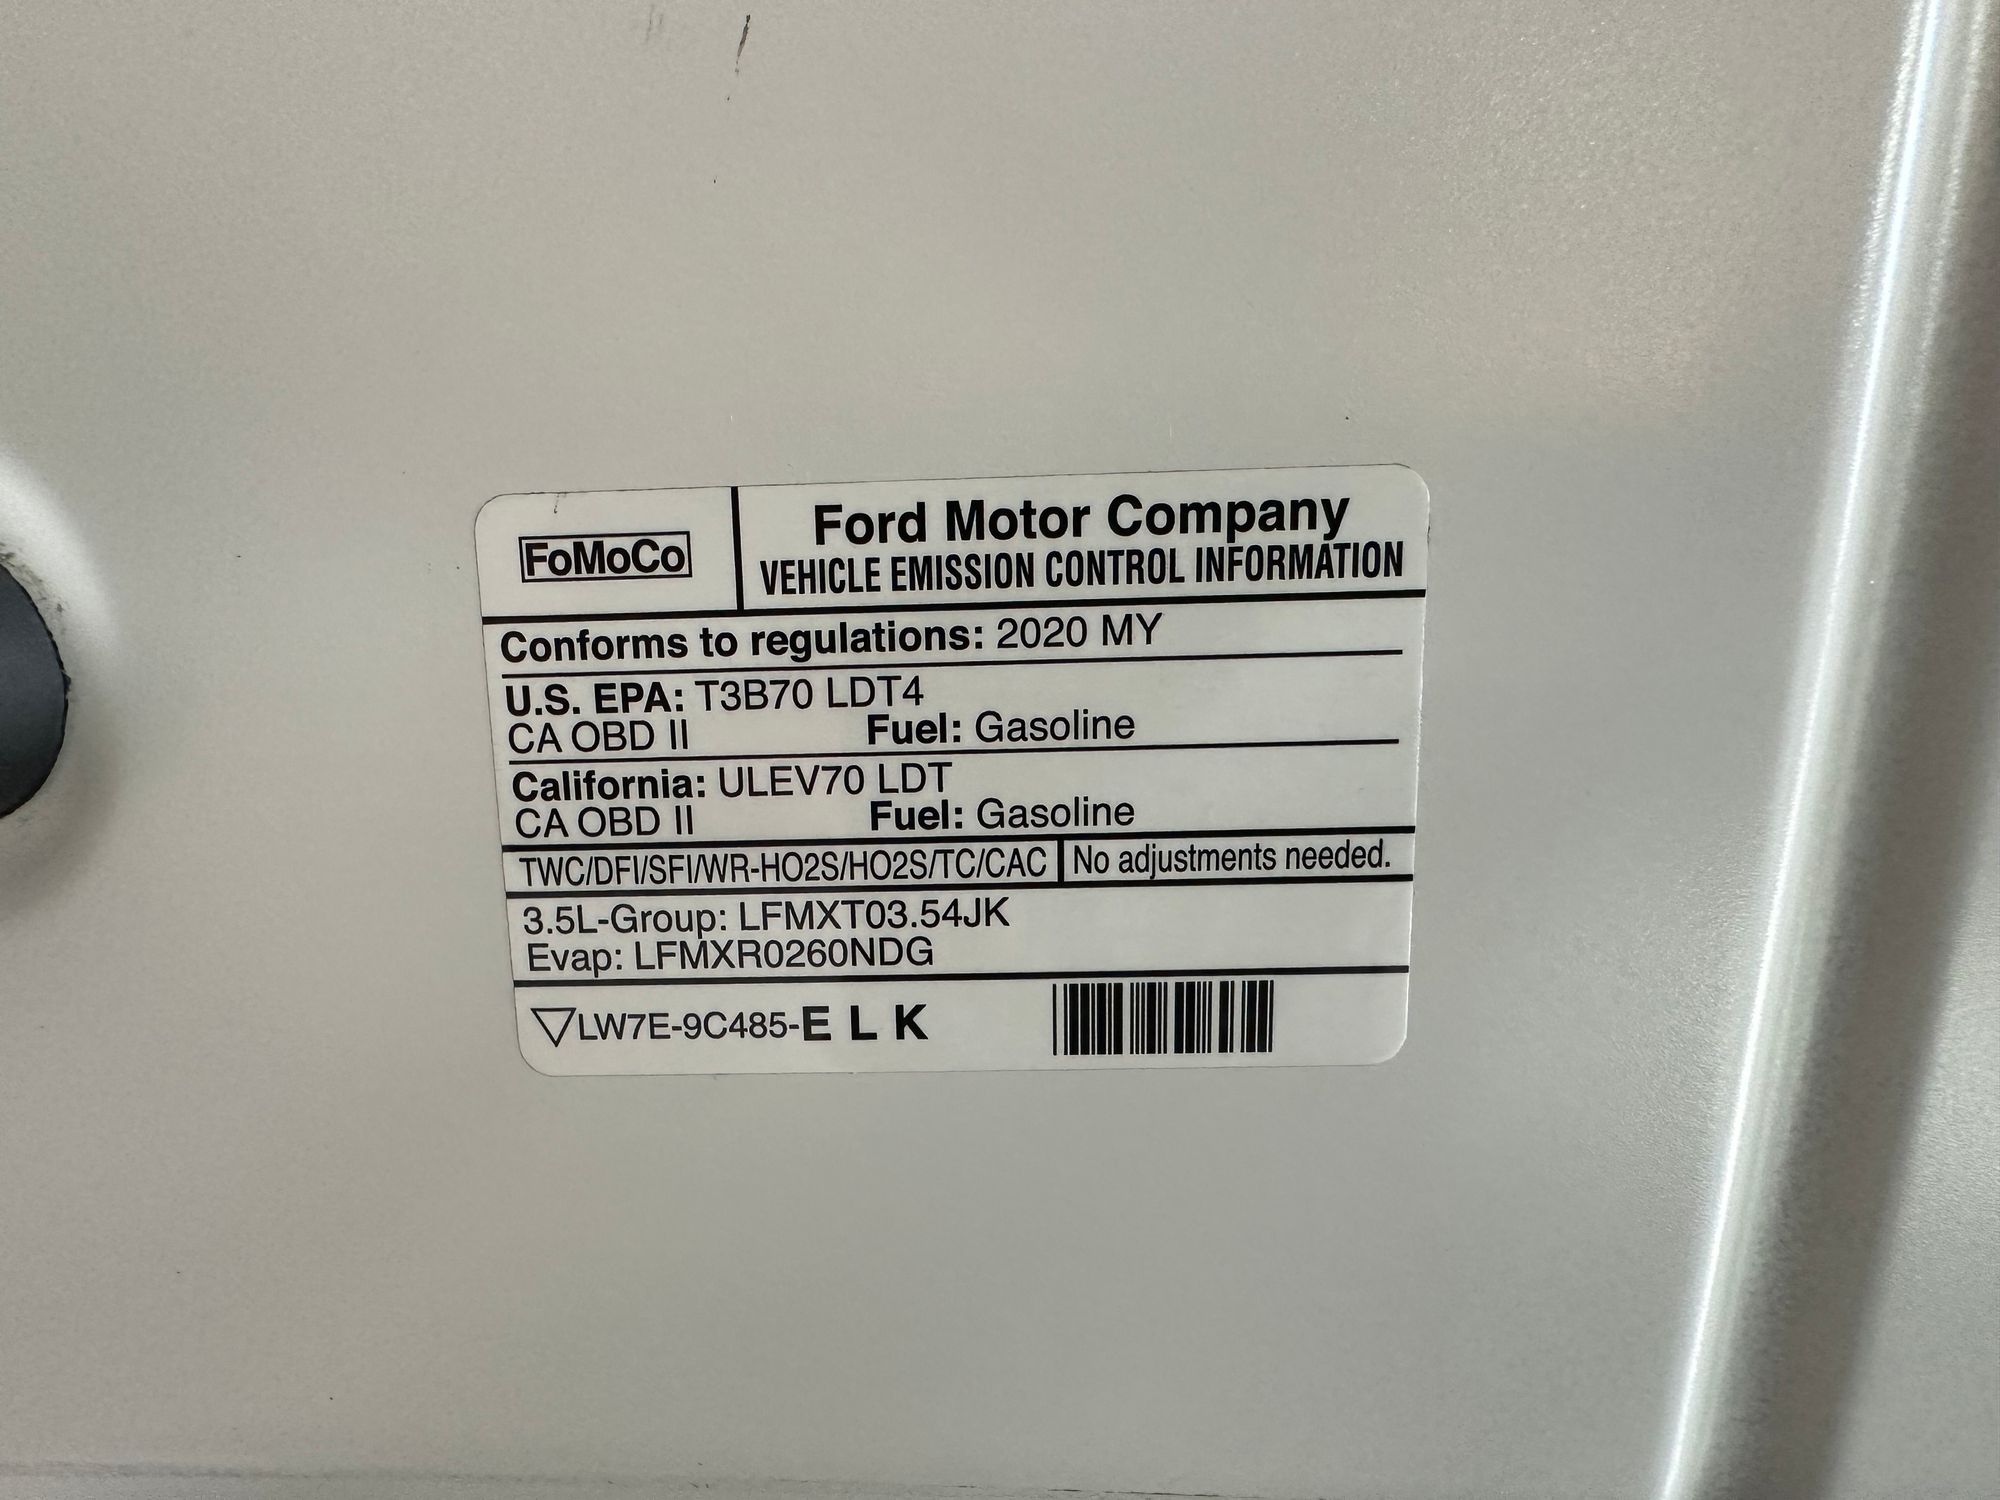 FoMoCo
Ford Motor Company
VEHICLE EMISSION CONTROL INFORMATION
Conforms to regulations: 2020 MY
U.S. EPA: T3B70 LDT4
CA OBD II Fuel: Gasoline
California: ULEV70 LDT
CA OBD II Fuel: Gasoline
TWC/DFI/SFI/WR-HO2S/HO2S/TC/CAC No adjustments needed.
3.5L-Group: LFMXT03.54JK
Evap: LFMXR0260NDG
LW7E-9C485-E L K